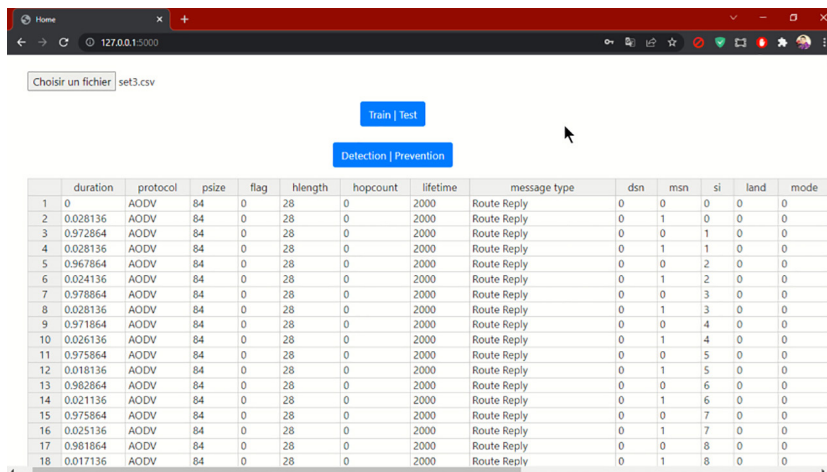 Home
127.0.0.1:5000
Choisir un fichier set3.csv
Train | Test
Detection | Prevention
duration protocol psize flag hlength hopcount lifetime message type dsn msn si land mode
1 0 AODV 84 0 28 0 2000 Route Reply 0 0 0 0 0
2 0.028136 AODV 84 0 28 0 2000 Route Reply 0 1 0 0 0
3 0.972864 AODV 84 0 28 0 2000 Route Reply 0 0 1 0 0
4 0.028136 AODV 84 0 28 0 2000 Route Reply 0 1 1 0 0
5 0.967864 AODV 84 0 28 0 2000 Route Reply 0 0 2 0 0
6 0.024136 AODV 84 0 28 0 2000 Route Reply 0 1 2 0 0
7 0.978864 AODV 84 0 28 0 2000 Route Reply 0 0 3 0 0
8 0.028136 AODV 84 0 28 0 2000 Route Reply 0 1 3 0 0
9 0.971864 AODV 84 0 28 0 2000 Route Reply 0 0 4 0 0
10 0.026136 AODV 84 0 28 0 2000 Route Reply 0 1 4 0 0
11 0.975864 AODV 84 0 28 0 2000 Route Reply 0 0 5 0 0
12 0.018136 AODV 84 0 28 0 2000 Route Reply 0 1 5 0 0
13 0.982864 AODV 84 0 28 0 2000 Route Reply 0 0 6 0 0
14 0.021136 AODV 84 0 28 0 2000 Route Reply 0 1 6 0 0
15 0.975864 AODV 84 0 28 0 2000 Route Reply 0 0 7 0 0
16 0.025136 AODV 84 0 28 0 2000 Route Reply 0 1 7 0 0
17 0.981864 AODV 84 0 28 0 2000 Route Reply 0 0 8 0 0
18 0.017136 AODV 84 0 28 0 2000 Route Reply 0 1 8 0 0